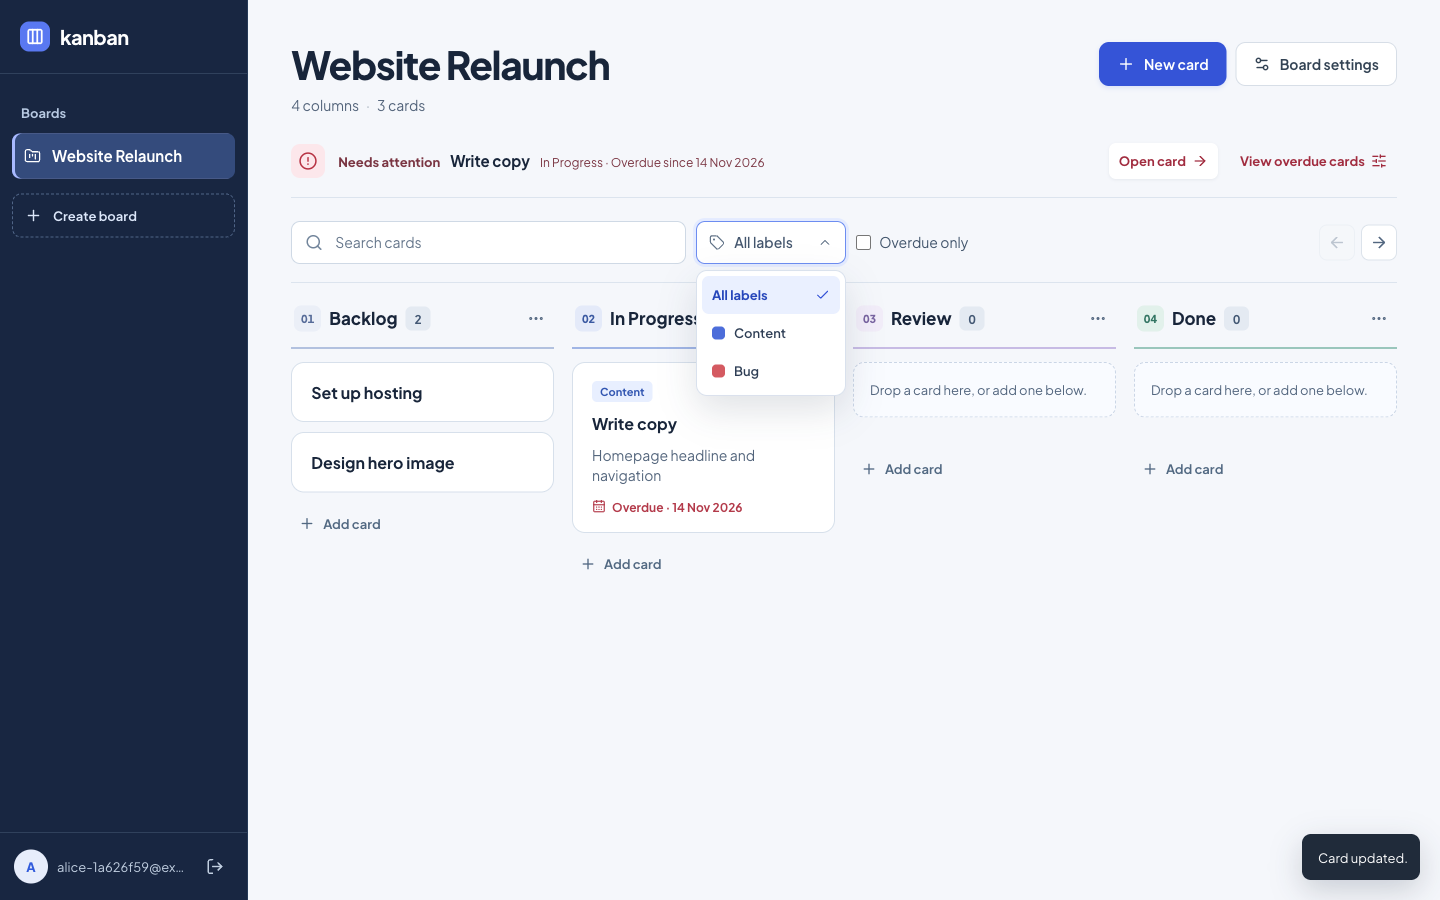 kanban
Boards
Website Relaunch
Create board
alice-1a626f59@ex...
A
Website Relaunch
4 columns · 3 cards
New card
Board settings
Needs attention Write copy In Progress · Overdue since 14 Nov 2026
Open card
View overdue cards
Search cards
All labels
Overdue only
All labels
Content
Bug
01 Backlog 2
Set up hosting
Design hero image
Add card
02 In Progress
Content
Write copy
Homepage headline and
navigation
Overdue · 14 Nov 2026
Add card
03 Review 0
Drop a card here, or add one below.
Add card
04 Done 0
Drop a card here, or add one below.
Add card
Card updated.